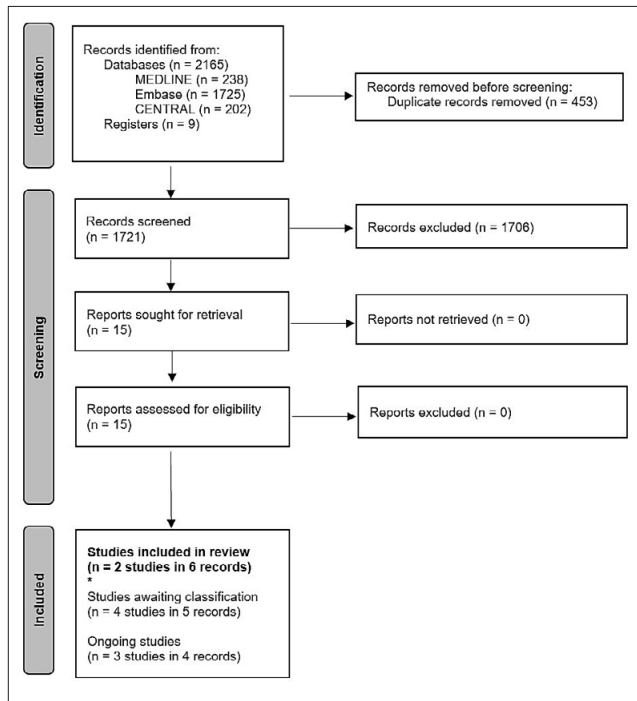 Identification
Records identified from:
Databases (n = 2165)
MEDLINE (n = 238)
Embase (n = 1725)
CENTRAL (n = 202)
Registers (n = 9)
Records removed before screening:
Duplicate records removed (n = 453)
Screening
Records screened
(n = 1721)
Records excluded (n = 1706)
Reports sought for retrieval
(n = 15)
Reports not retrieved (n = 0)
Reports assessed for eligibility
(n = 15)
Reports excluded (n = 0)
Included
Studies included in review
(n = 2 studies in 6 records)
*
Studies awaiting classification
(n = 4 studies in 5 records)
Ongoing studies
(n = 3 studies in 4 records)